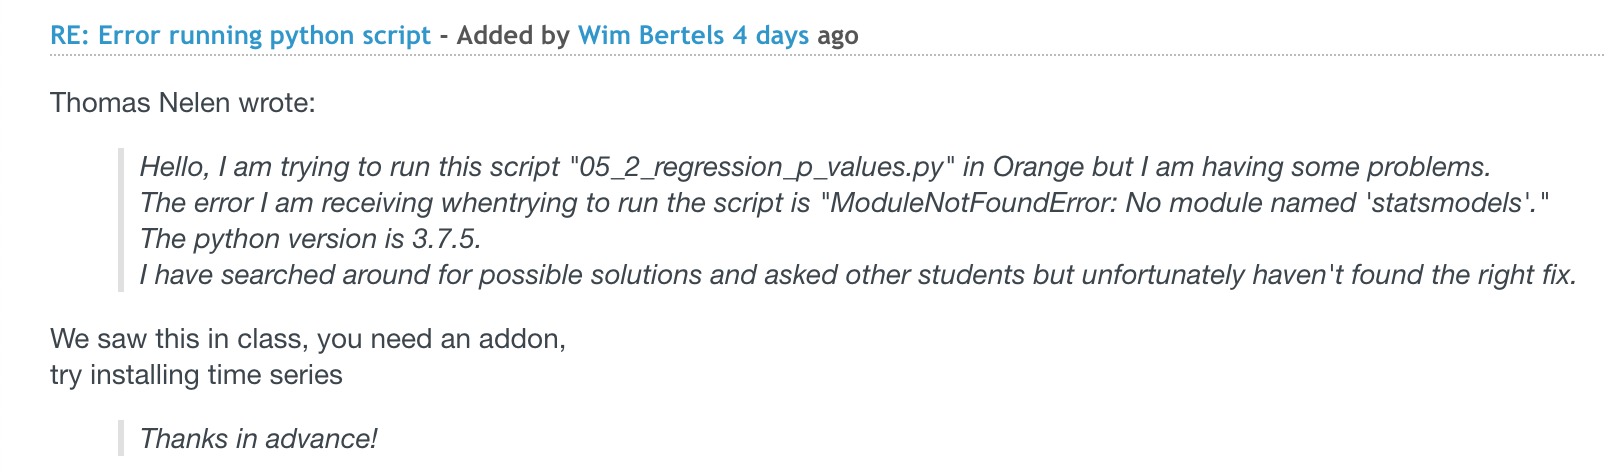 RE: Error running python script - Added by Wim Bertels 4 days ago
Thomas Nelen wrote:
Hello, I am trying to run this script "05_2_regression_p_values.py" in Orange but I am having some problems.
The error I am receiving whentrying to run the script is "ModuleNotFoundError: No module named 'statsmodels'."
The python version is 3.7.5.
I have searched around for possible solutions and asked other students but unfortunately haven't found the right fix.
We saw this in class, you need an addon,
try installing time series
Thanks in advance!